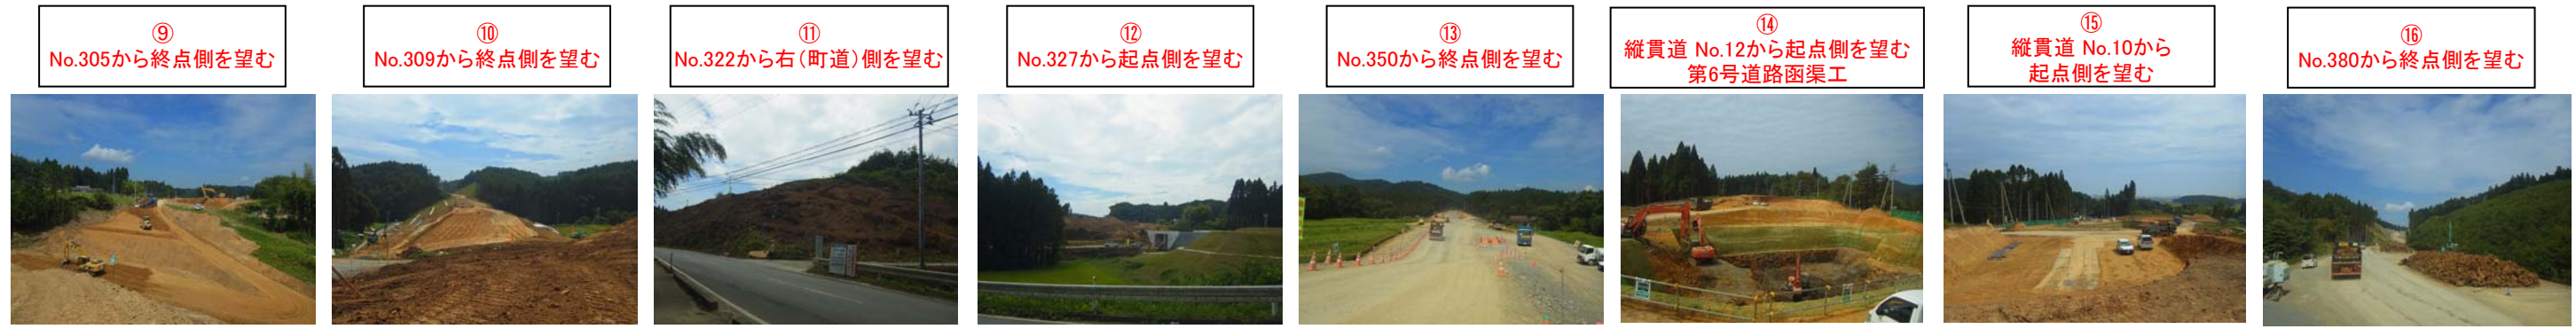 ⑨
No.305から終点側を望む
⑩
No.309から終点側を望む
⑪
No.322から右（町道）側を望む
⑫
No.327から起点側を望む
⑬
No.350から終点側を望む
⑭
縦貫道 No.12から起点側を望む
第6号道路函渠工
⑮
縦貫道 No.10から
起点側を望む
⑯
No.380から終点側を望む